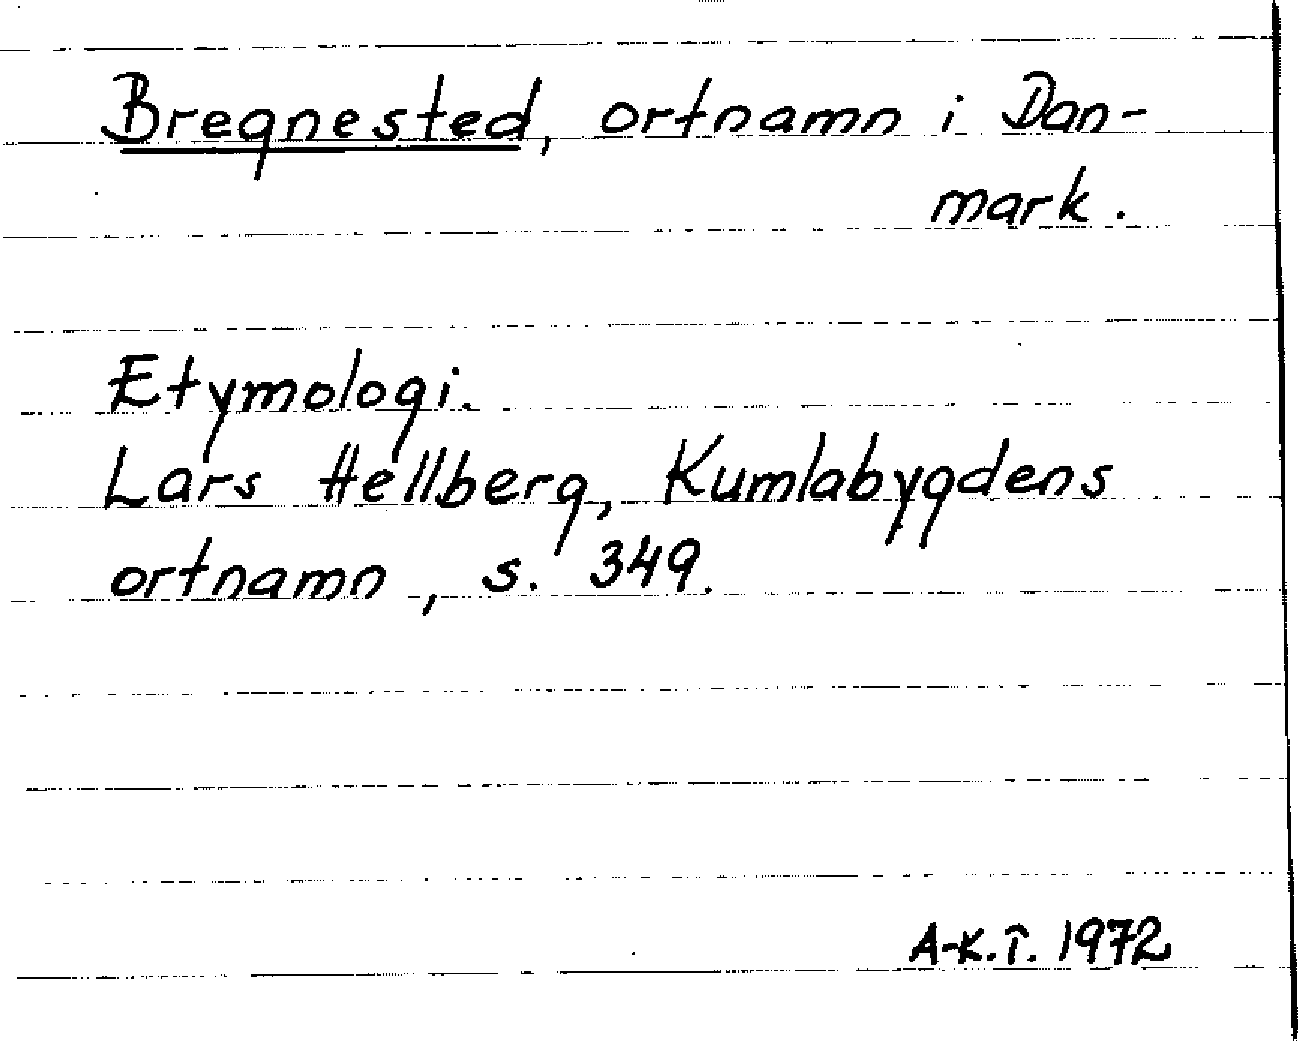 Bregnested, ortnamn i Dan-
mark.
Etymologi.
Lars Hellberg, Kumlabygdens
ortnamn, s. 349.
A-K.T. 1972